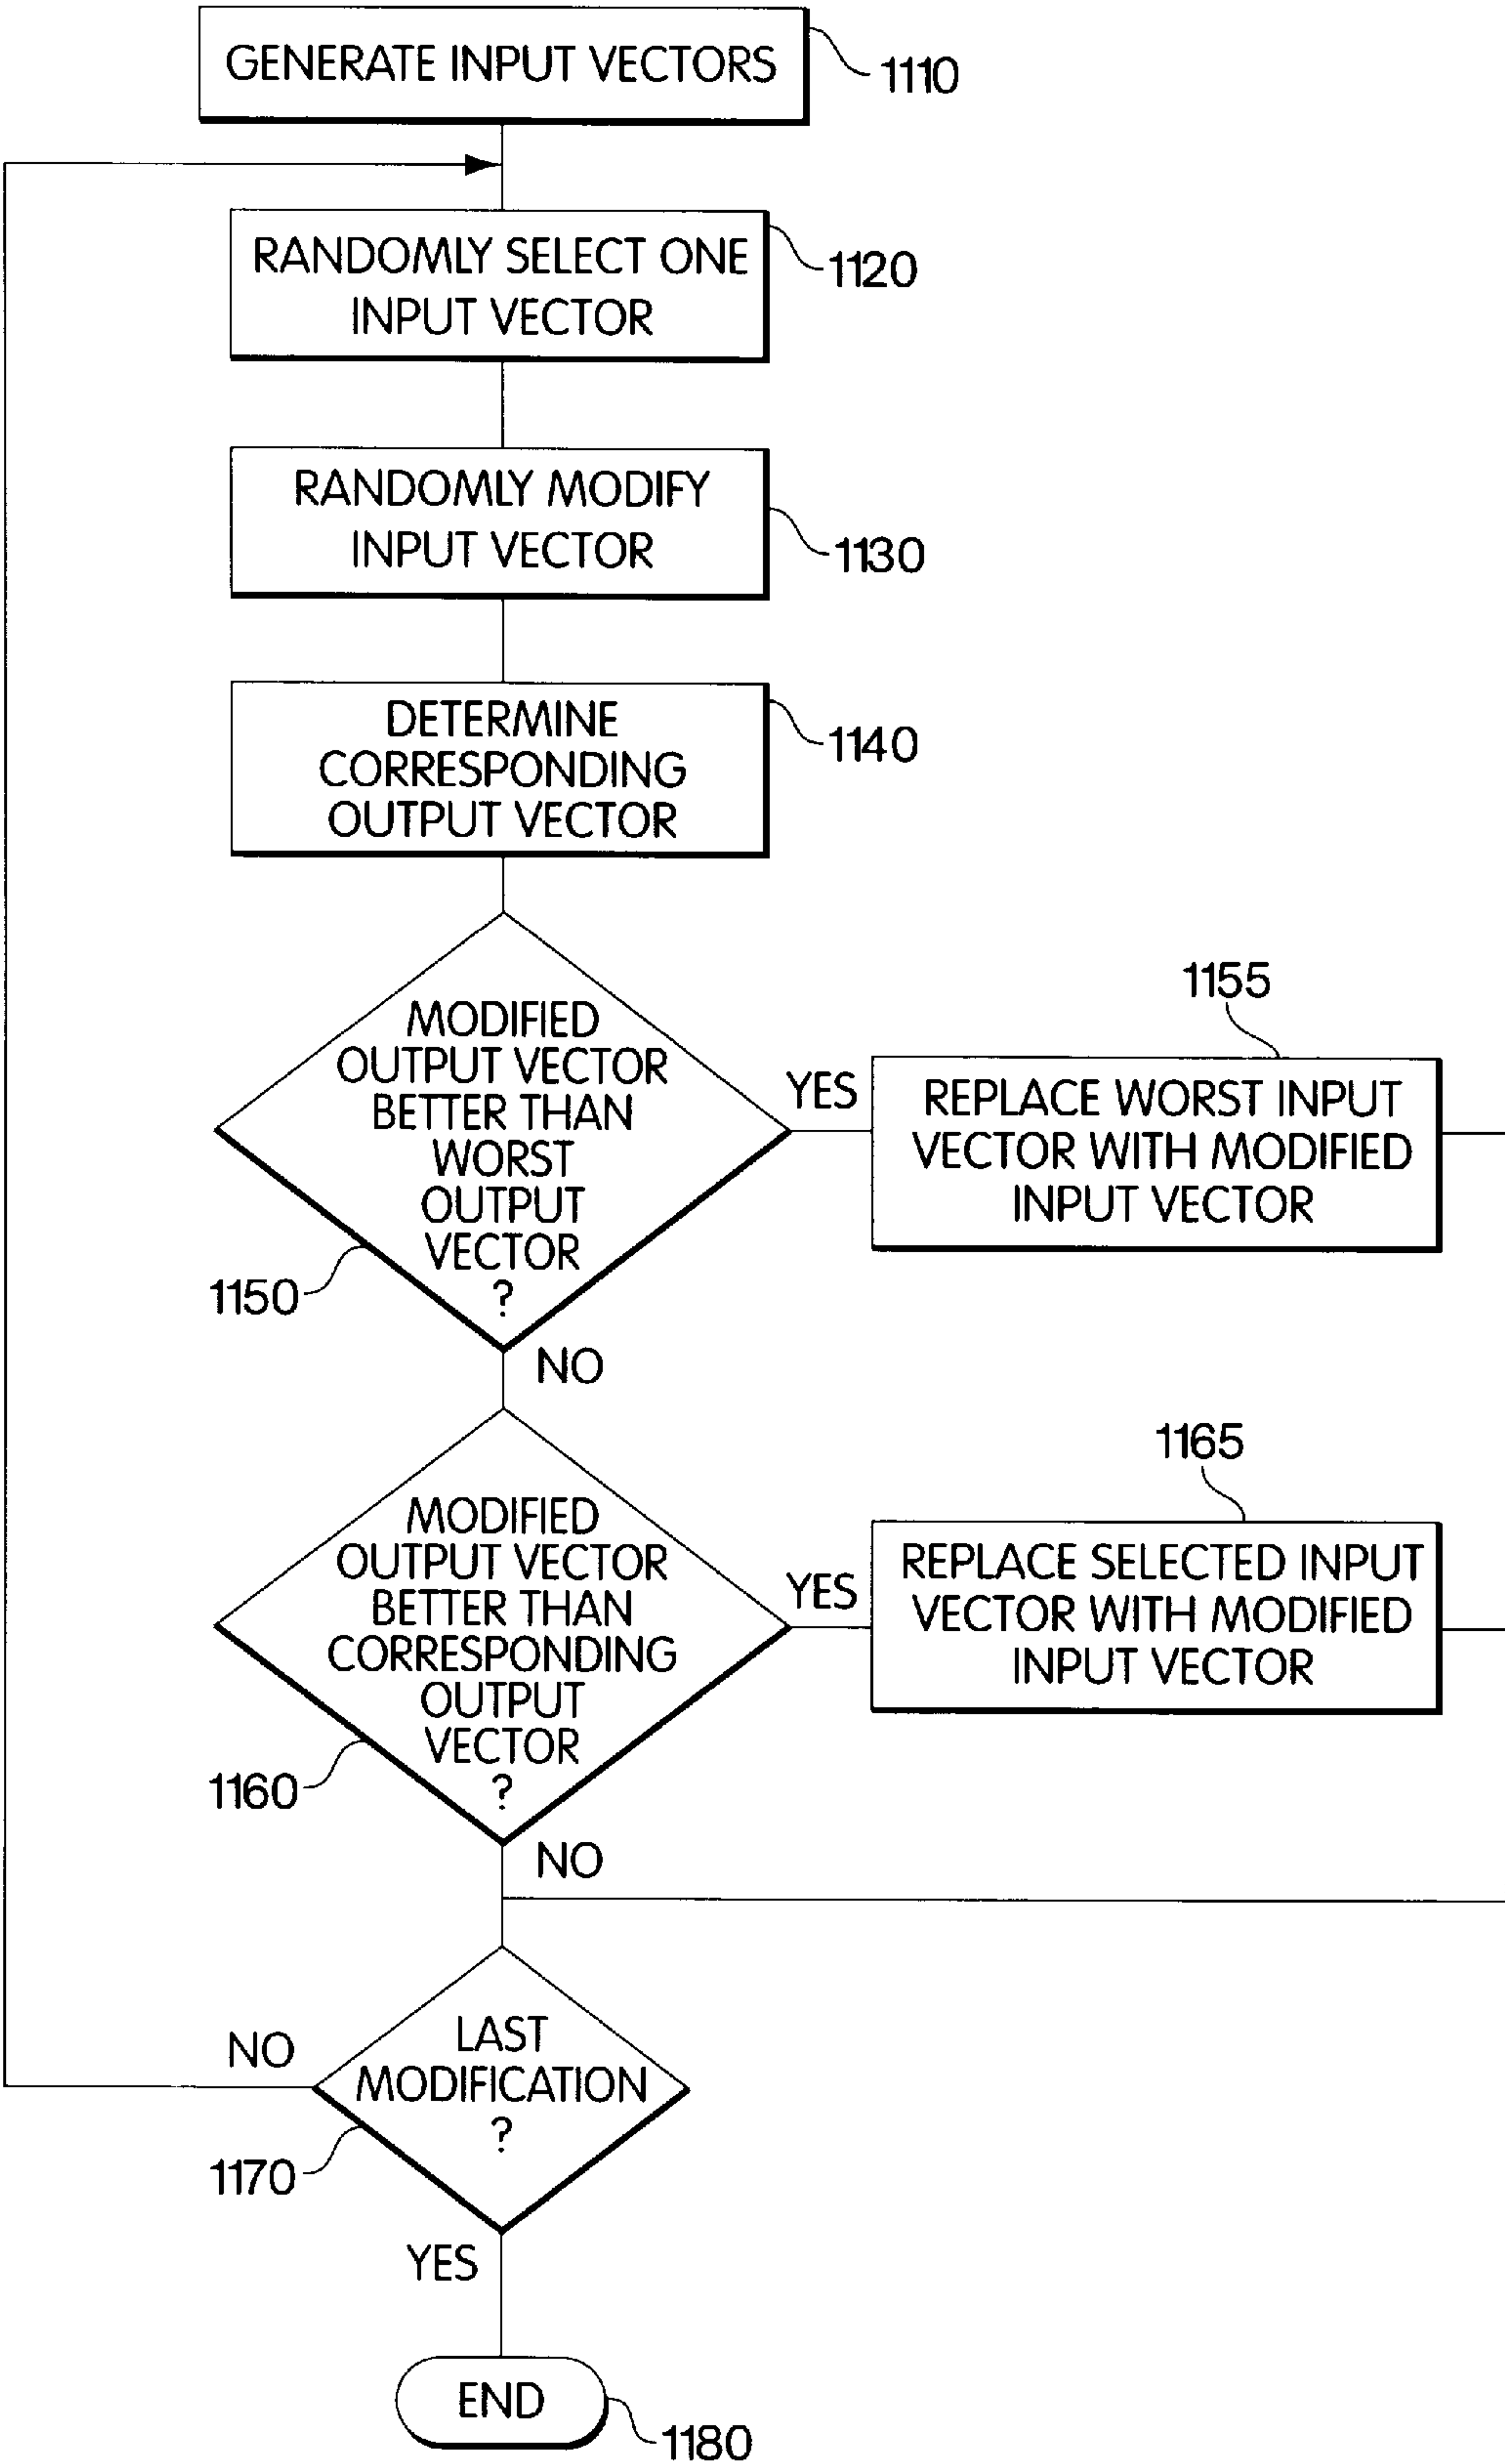 GENERATE INPUT VECTORS
1110
RANDOMLY SELECT ONE
INPUT VECTOR
1120
RANDOMLY MODIFY
INPUT VECTOR
1130
DETERMINE
CORRESPONDING
OUTPUT VECTOR
1140
MODIFIED
OUTPUT VECTOR
BETTER THAN
WORST
OUTPUT
VECTOR
?
1150
YES
NO
1155
REPLACE WORST INPUT
VECTOR WITH MODIFIED
INPUT VECTOR
MODIFIED
OUTPUT VECTOR
BETTER THAN
CORRESPONDING
OUTPUT
VECTOR
?
1160
YES
NO
1165
REPLACE SELECTED INPUT
VECTOR WITH MODIFIED
INPUT VECTOR
LAST
MODIFICATION
?
NO
1170
YES
END
1180